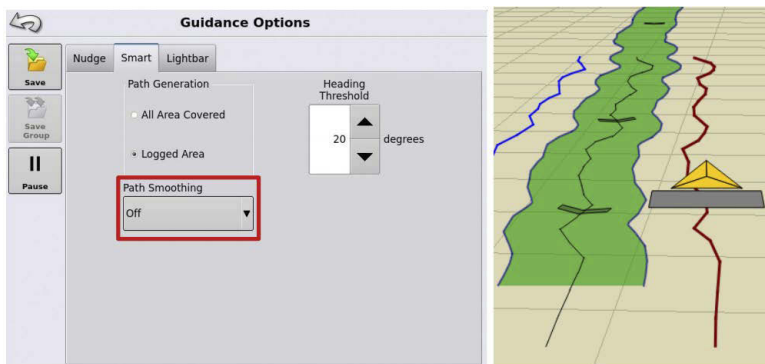 Guidance Options
Save
Save
Group
Pause
Nudge Smart Lightbar
Path Generation
All Area Covered
Logged Area
Heading
Threshold
20 degrees
Path Smoothing
Off